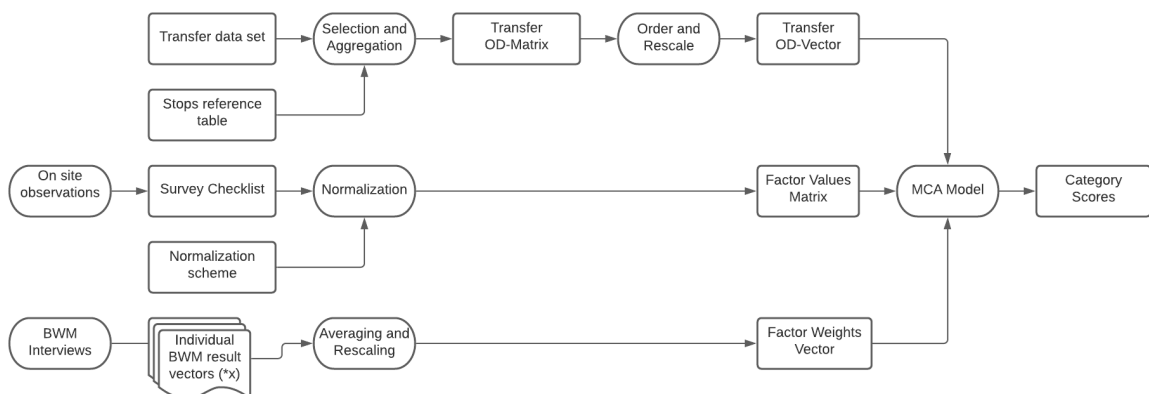 Transfer data set
Selection and
Aggregation
Transfer
OD-Matrix
Order and
Rescale
Transfer
OD-Vector
Stops reference
table
On site
observations
Survey Checklist
Normalization
Factor Values
Matrix
MCA Model
Category
Scores
Normalization
scheme
BWM
Interviews
Individual
BWM result
vectors (*x)
Averaging and
Rescaling
Factor Weights
Vector